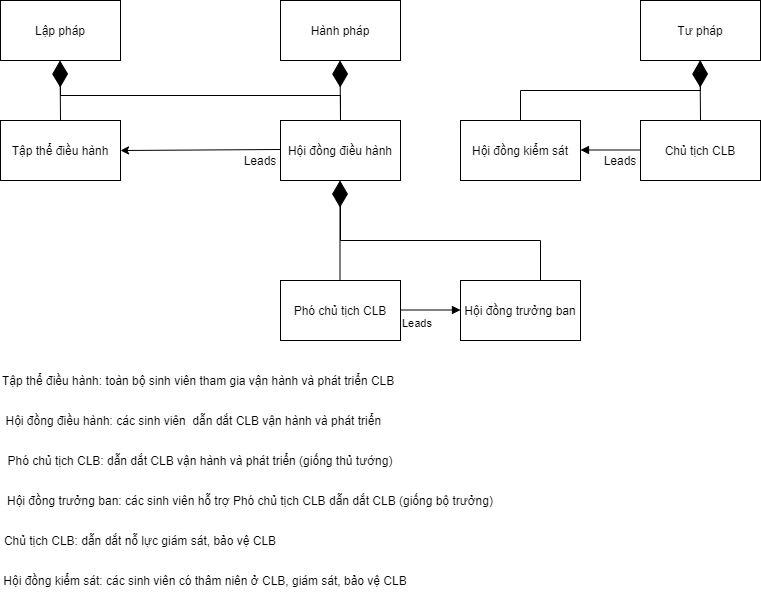 Lập pháp
Hành pháp
Tư pháp
Tập thể điều hành
Leads
Hội đồng điều hành
Hội đồng kiểm sát
Leads
Chủ tịch CLB
Phó chủ tịch CLB
Leads
Hội đồng trưởng ban
Tập thể điều hành: toàn bộ sinh viên tham gia vận hành và phát triển CLB
Hội đồng điều hành: các sinh viên dẫn dắt CLB vận hành và phát triển
Phó chủ tịch CLB: dẫn dắt CLB vận hành và phát triển (giống thủ tướng)
Hội đồng trưởng ban: các sinh viên hỗ trợ Phó chủ tịch CLB dẫn dắt CLB (giống bộ trưởng)
Chủ tịch CLB: dẫn dắt nỗ lực giám sát, bảo vệ CLB
Hội đồng kiểm sát: các sinh viên có thâm niên ở CLB, giám sát, bảo vệ CLB